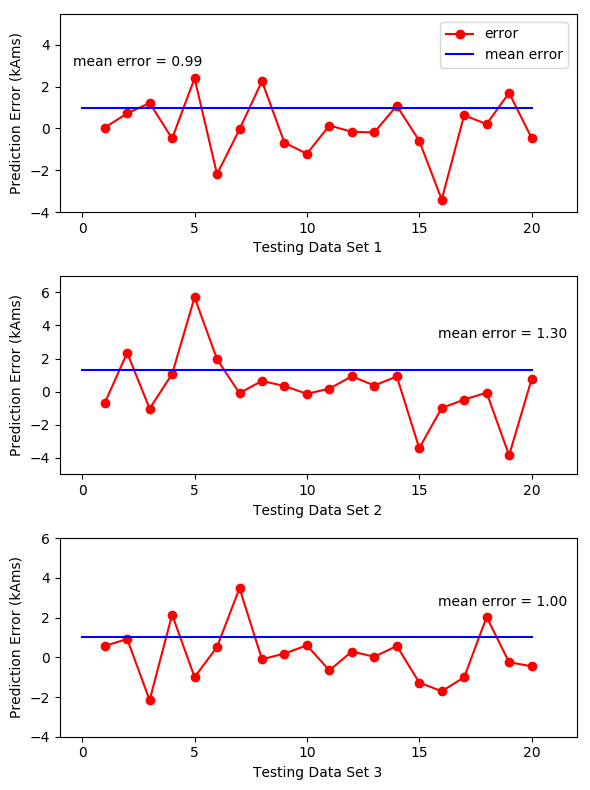 error
mean error
mean error = 0.99
Prediction Error (kAms)
4
2
0
−2
−4
0
5
10
15
20
Testing Data Set 1
mean error = 1.30
Prediction Error (kAms)
6
4
2
0
−2
−4
0
5
10
15
20
Testing Data Set 2
mean error = 1.00
Prediction Error (kAms)
6
4
2
0
−2
−4
0
5
10
15
20
Testing Data Set 3